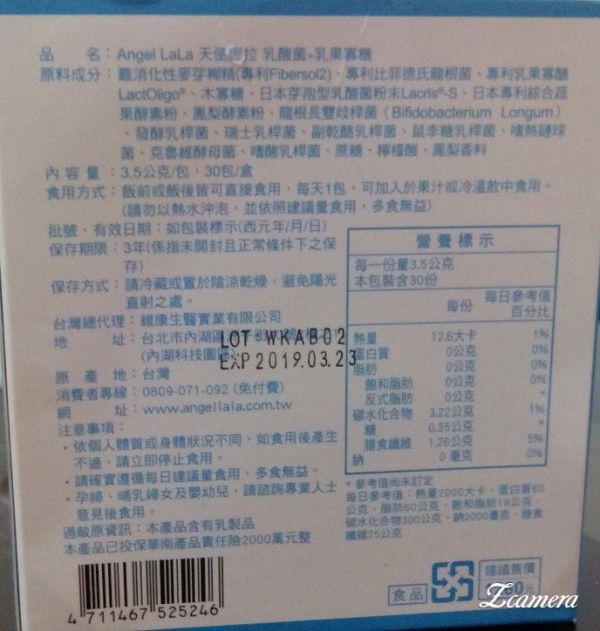 品　　名：Angel LaLa 天使娜拉 乳酸菌+乳果寡糖
原料成分：難消化性麥芽糊精(專利Fibersol2)、專利比菲德氏龍根菌、專利乳果寡醣
LactOligo®、木寡糖、日本芽孢型乳酸菌粉末Lacris®-S、日本專利綜合蔬
果酵素粉、鳳梨酵素粉、龍根長雙歧桿菌（Bifidobacterium Longum）
、發酵乳桿菌、瑞士乳桿菌、副乾酪乳桿菌、鼠李糖乳桿菌、嗜熱鏈球
菌、克魯維酵母菌、嗜酸乳桿菌、蔗糖、檸檬酸、鳳梨香料
內 容 量：3.5公克/包，30包/盒
食用方式：飯前或飯後皆可直接食用，每天1包，可加入於果汁或冷溫飲中食用。
(請勿以熱水沖泡，並依照建議量食用，多食無益)
批號、有效日期：如包裝標示(西元年/月/日)
保存期限：3年(係指未開封且正常條件下之保
存)
保存方式：請冷藏或置於陰涼乾燥，避免陽光
直射之處。
台灣總代理：維康生醫實業有限公司
地　　址：台北市內湖區
(內湖科技園區)
LOT WKAB02
EXP 2019.03.23
原 產 地：台灣
消費者專線：0809-071-092 (免付費)
網　　址：www.angellala.com.tw
注意事項：
・依個人體質或身體狀況不同，如食用後產生
不適，請立即停止食用。
・請確實遵循每日建議量食用，多食無益。
・孕婦、哺乳婦女及嬰幼兒，請諮詢專業人士
意見後食用。
過敏原資訊：本產品含有乳製品
本產品已投保華南產品責任險2000萬元整
營養標示
每一份量3.5公克
本包裝含30份
每份 每日參考值
百分比
熱量 12.6大卡 1%
蛋白質 0公克 0%
脂肪 0公克 0%
飽和脂肪 0公克 0%
反式脂肪 0公克 *
碳水化合物 3.22公克 1%
糖 0.35公克 *
膳食纖維 1.26公克 5%
鈉 0 毫克 0%
*參考值尚未訂定
每日參考值：熱量2000大卡、蛋白質60
公克、脂肪60公克、飽和脂肪18公克、
碳水化合物300公克、鈉2000毫克、膳食
纖維25公克
4 711467 525246
食品
建議售價
Zcamera